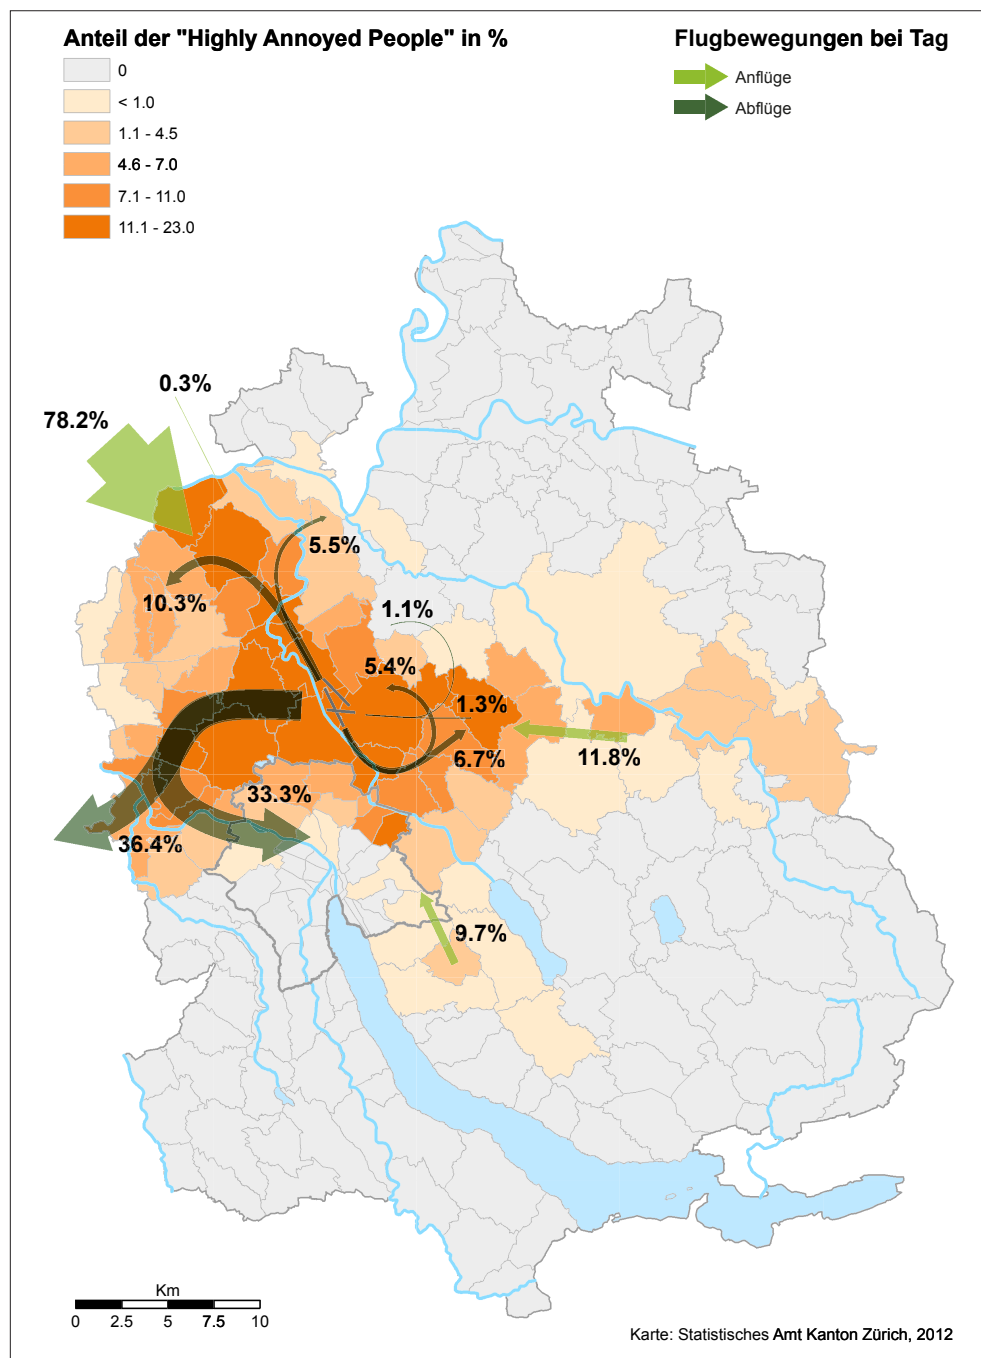 Anteil der "Highly Annoyed People" in %
0
< 1.0
1.1 - 4.5
4.6 - 7.0
7.1 - 11.0
11.1 - 23.0
Flugbewegungen bei Tag
Anflüge
Abflüge
0.3%
78.2%
5.5%
10.3%
1.1%
5.4%
1.3%
6.7%
11.8%
33.3%
36.4%
9.7%
Km
0 2.5 5 7.5 10
Karte: Statistisches Amt Kanton Zürich, 2012